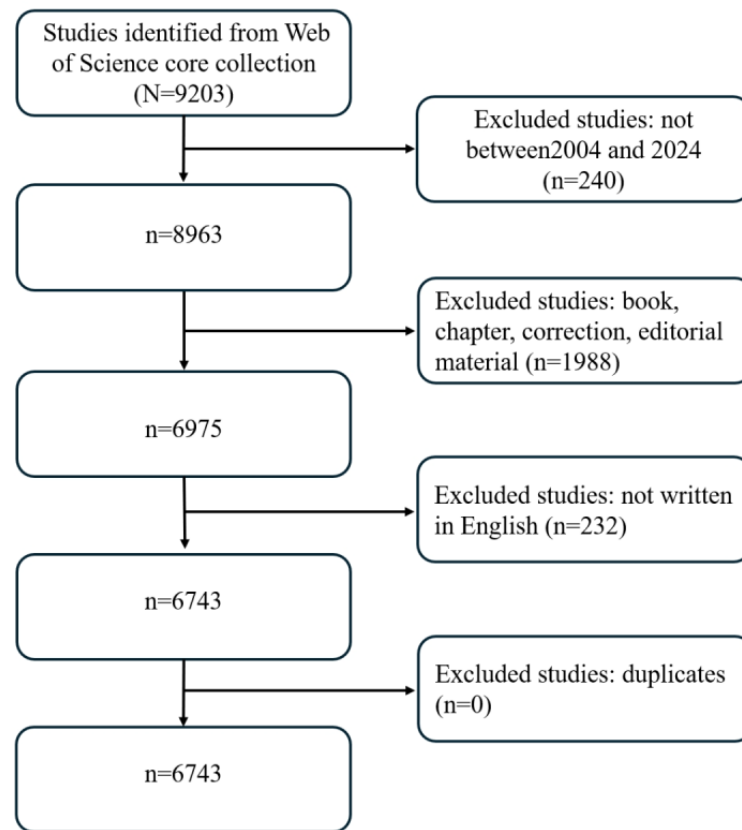 Studies identified from Web
of Science core collection
(N=9203)
Excluded studies: not
between2004 and 2024
(n=240)
n=8963
Excluded studies: book,
chapter, correction, editorial
material (n=1988)
n=6975
Excluded studies: not written
in English (n=232)
n=6743
Excluded studies: duplicates
(n=0)
n=6743